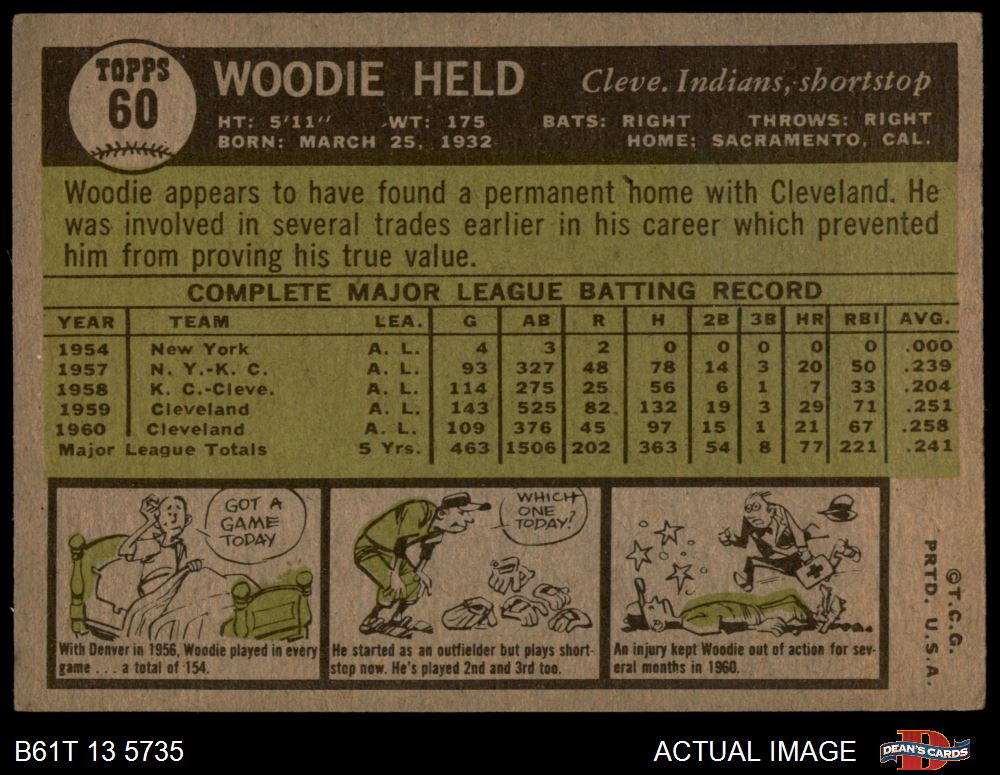 TOPPS
60
WOODIE HELD
Cleve. Indians, shortstop
HT: 5'11" WT: 175 BATS: RIGHT THROWS: RIGHT
BORN: MARCH 25, 1932 HOME: SACRAMENTO, CAL.
Woodie appears to have found a permanent home with Cleveland. He
was involved in several trades earlier in his career which prevented
him from proving his true value.
COMPLETE MAJOR LEAGUE BATTING RECORD
YEAR TEAM LEA. G AB R H 2B 3B HR RBI AVG.
1954 New York A. L. 4 3 2 0 0 0 0 0 .000
1957 N. Y.-K. C. A. L. 93 327 48 78 14 3 20 50 .239
1958 K. C.-Cleve. A. L. 114 275 25 56 6 1 7 33 .204
1959 Cleveland A. L. 143 525 82 132 19 3 29 71 .251
1960 Cleveland A. L. 109 376 45 97 15 1 21 67 .258
Major League Totals 5 Yrs. 463 1506 202 363 54 8 77 221 .241
GOT A
GAME
TODAY
With Denver in 1956, Woodie played in every
game . . . a total of 154.
WHICH
ONE
TODAY?
He started as an outfielder but plays short-
stop now. He's played 2nd and 3rd too.
An injury kept Woodie out of action for sev-
eral months in 1960.
©T.C.G.
PRTD. U.S.A.
B61T 13 5735
ACTUAL IMAGE
DEAN'S CARDS